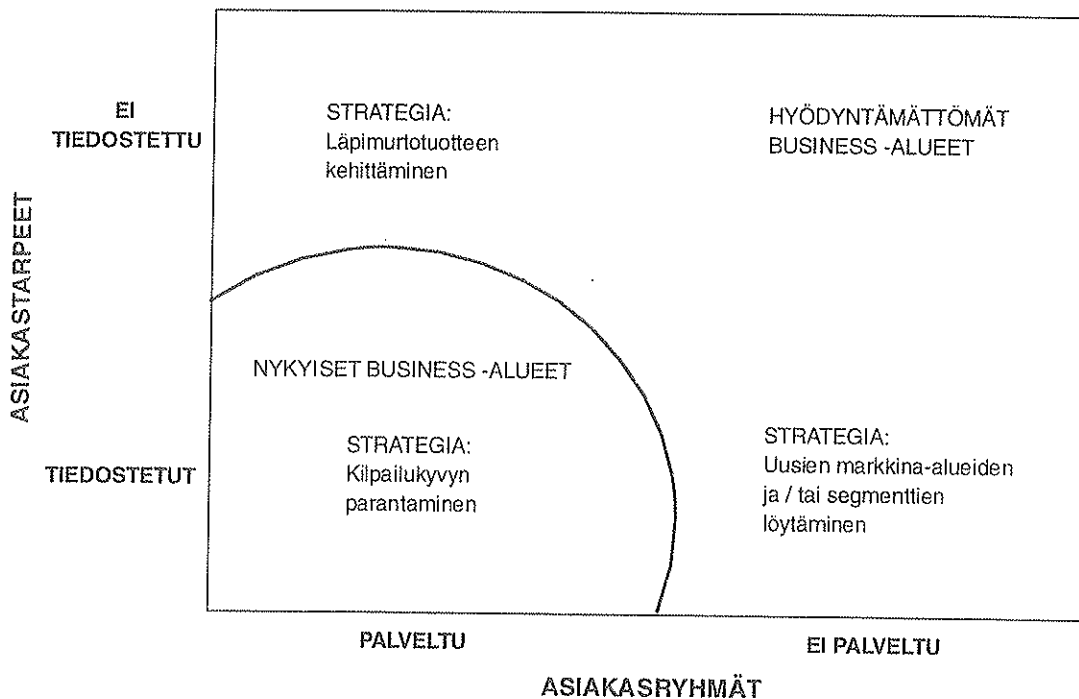 EI
TIEDOSTETTU
STRATEGIA:
Läpimurtotuotteen
kehittäminen
HYÖDYNTÄMÄTTÖMÄT
BUSINESS -ALUEET
ASIAKASTARPEET
NYKYISET BUSINESS -ALUEET
TIEDOSTETUT
STRATEGIA:
Kilpailukyvyn
parantaminen
STRATEGIA:
Uusien markkina-alueiden
ja / tai segmenttien
löytäminen
PALVELTU
EI PALVELTU
ASIAKASRYHMÄT